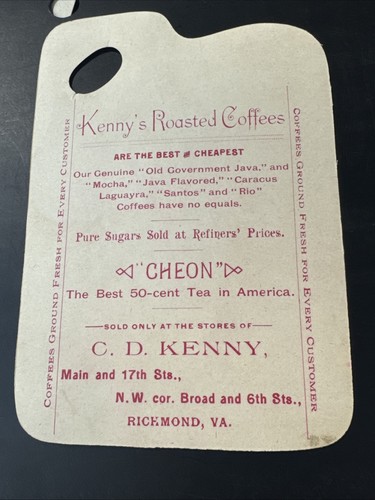 Kenny's Roasted Coffees
ARE THE BEST AND CHEAPEST
Our Genuine "Old Government Java," and
"Mocha," "Java Flavored," "Caracus
Laguayra," "Santos" and "Rio"
Coffees have no equals.
Pure Sugars Sold at Refiners' Prices.
"CHEON"
The Best 50-cent Tea in America.
SOLD ONLY AT THE STORES OF
C. D. KENNY,
Main and 17th Sts.,
N. W. cor. Broad and 6th Sts.,
RICHMOND, VA.
COFFEES GROUND FRESH FOR EVERY CUSTOMER
COFFEES GROUND FRESH FOR EVERY CUSTOMER